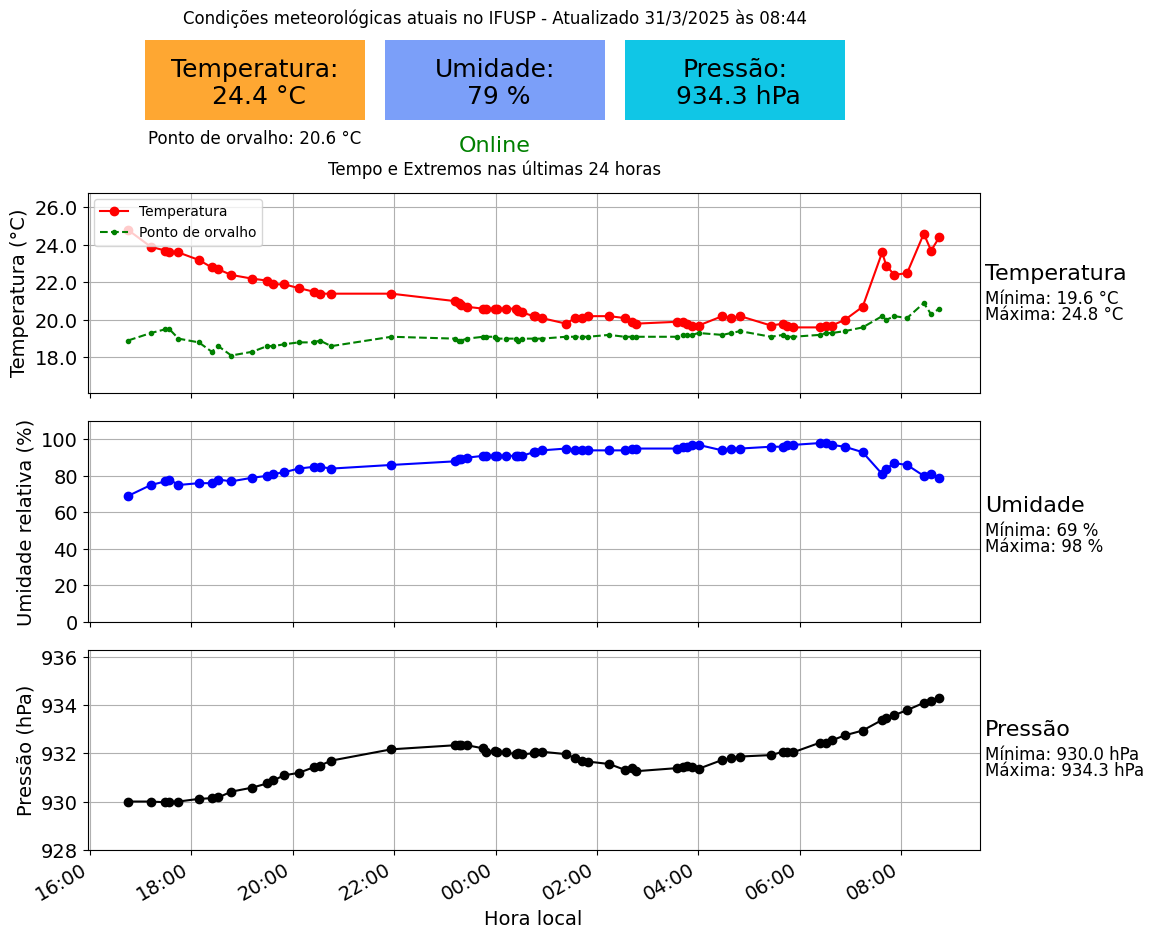 Condições meteorológicas atuais no IFUSP - Atualizado 31/3/2025 às 08:44
Temperatura:
24.4 °C
Umidade:
79 %
Pressão:
934.3 hPa
Ponto de orvalho: 20.6 °C
Online
Tempo e Extremos nas últimas 24 horas
Temperatura (°C)
26.0
24.0
22.0
20.0
18.0
Temperatura
Ponto de orvalho
Temperatura
Mínima: 19.6 °C
Máxima: 24.8 °C
Umidade relativa (%)
100
80
60
40
20
0
Umidade
Mínima: 69 %
Máxima: 98 %
Pressão (hPa)
936
934
932
930
928
Pressão
Mínima: 930.0 hPa
Máxima: 934.3 hPa
16:00
18:00
20:00
22:00
00:00
02:00
04:00
06:00
08:00
Hora local